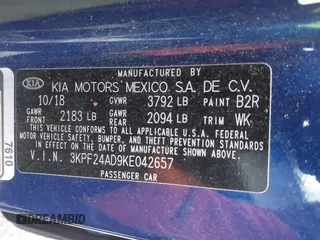 KIA
KIA MOTORS MEXICO S.A. DE C.V.
10/18 GVWR 3792 LB PAINT B2R
GAWR FRONT 2183 LB GAWR REAR 2094 LB TRIM WK
THIS VEHICLE CONFORMS TO ALL APPLICABLE U.S.
FEDERAL MOTOR VEHICLE SAFETY, BUMPER, AND
THEFT PREVENTION STANDARDS IN EFFECT ON THE DATE
OF MANUFACTURE SHOWN ABOVE.
V.I.N. 3KPF24AD9KE042657
PASSENGER CAR
7610
DREAMBID